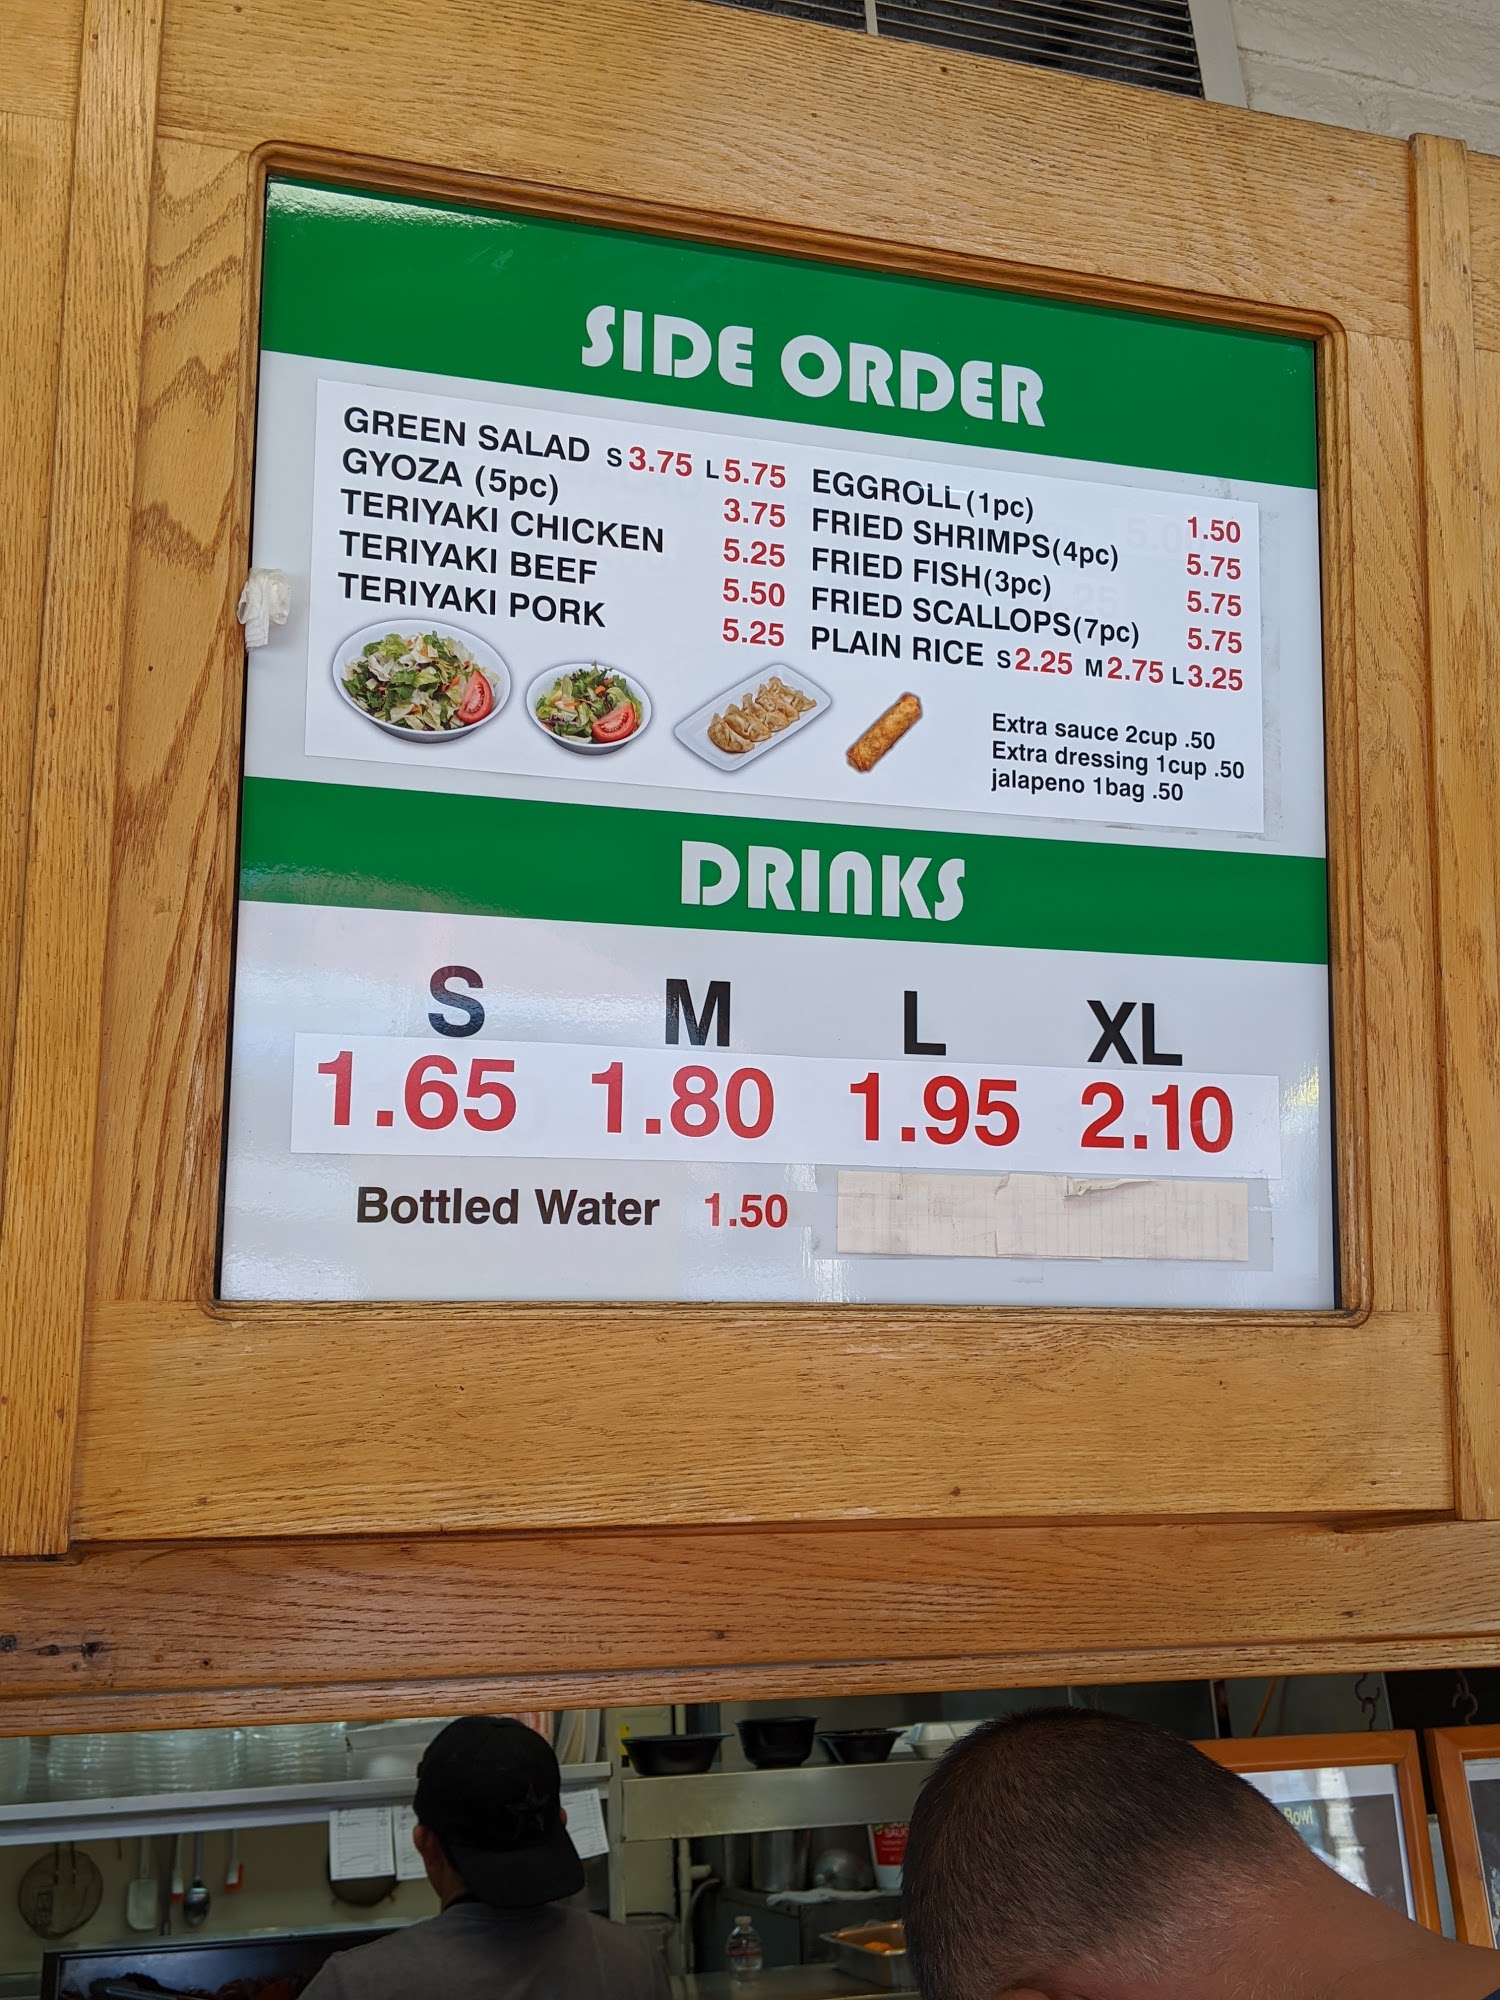 SIDE ORDER
GREEN SALAD S 3.75 L 5.75
GYOZA (5pc) 3.75
TERIYAKI CHICKEN 5.25
TERIYAKI BEEF 5.50
TERIYAKI PORK 5.25
EGGROLL (1pc) 1.50
FRIED SHRIMPS(4pc) 5.75
FRIED FISH(3pc) 5.75
FRIED SCALLOPS(7pc) 5.75
PLAIN RICE S 2.25 M 2.75 L 3.25
Extra sauce 2cup .50
Extra dressing 1cup .50
jalapeno 1bag .50
DRINKS
S M L XL
1.65 1.80 1.95 2.10
Bottled Water 1.50
Bowl